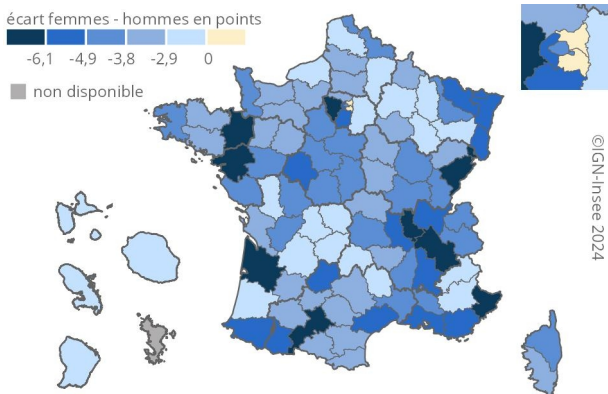 écart femmes - hommes en points
-6,1 -4,9 -3,8 -2,9 0
non disponible
©IGN-Insee 2024